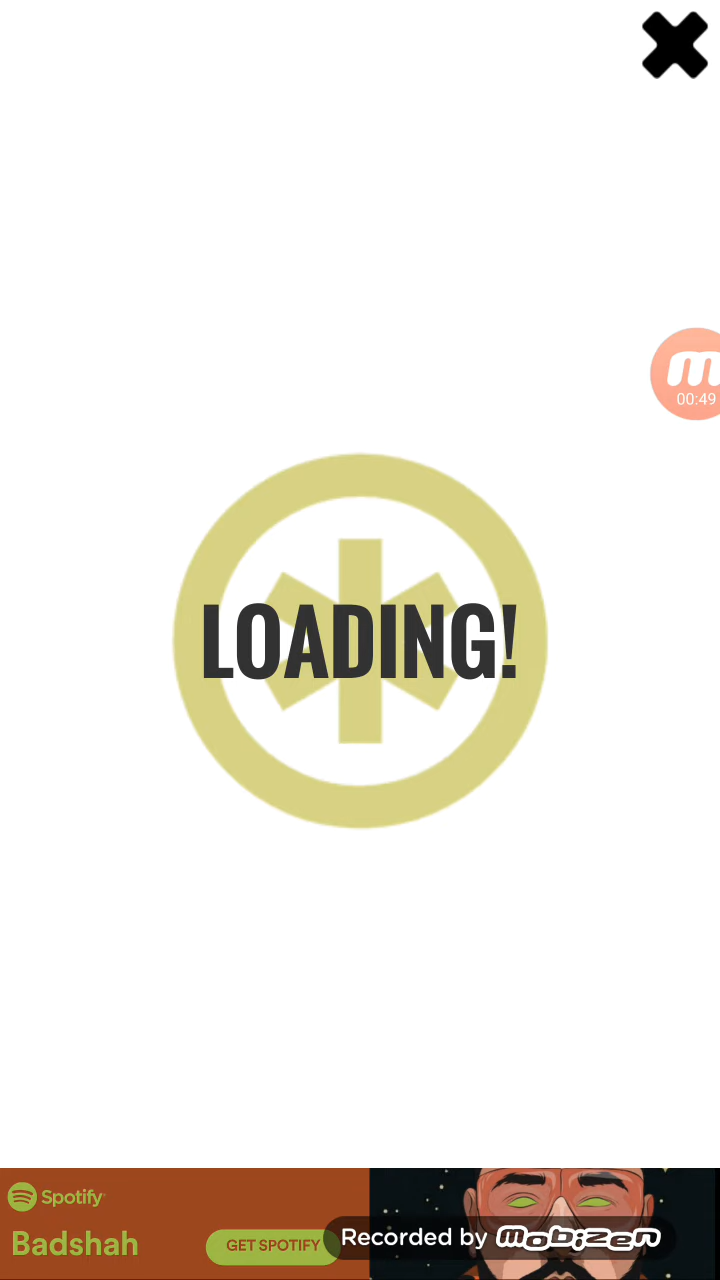 m
00:49
LOADING!
Spotify
Badshah
GET SPOTIFY
Recorded by mobizen